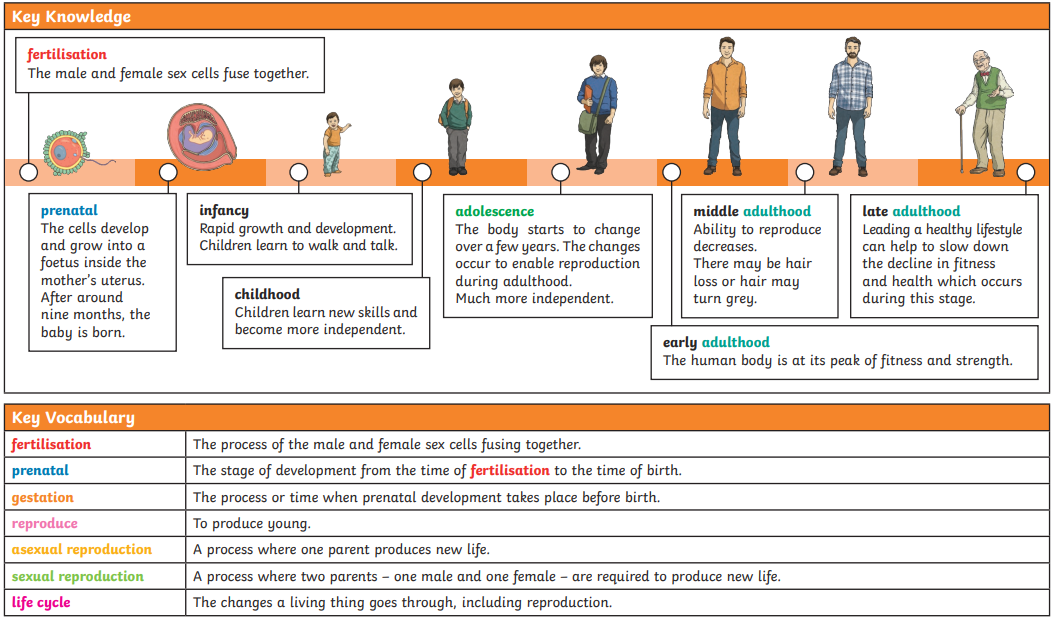 Key Knowledge
fertilisation
The male and female sex cells fuse together.
prenatal
The cells develop
and grow into a
foetus inside the
mother's uterus.
After around
nine months, the
baby is born.
infancy
Rapid growth and development.
Children learn to walk and talk.
childhood
Children learn new skills and
become more independent.
adolescence
The body starts to change
over a few years. The changes
occur to enable reproduction
during adulthood.
Much more independent.
early adulthood
The human body is at its peak of fitness and strength.
middle adulthood
Ability to reproduce
decreases.
There may be hair
loss or hair may
turn grey.
late adulthood
Leading a healthy lifestyle
can help to slow down
the decline in fitness
and health which occurs
during this stage.
Key Vocabulary
fertilisation The process of the male and female sex cells fusing together.
prenatal The stage of development from the time of fertilisation to the time of birth.
gestation The process or time when prenatal development takes place before birth.
reproduce To produce young.
asexual reproduction A process where one parent produces new life.
sexual reproduction A process where two parents – one male and one female – are required to produce new life.
life cycle The changes a living thing goes through, including reproduction.